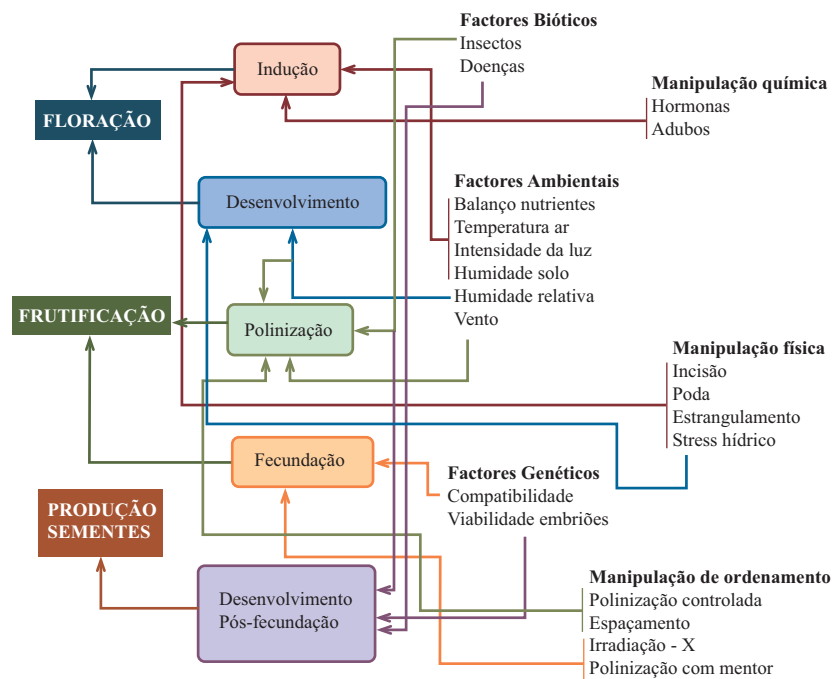 Factores Bióticos
Insectos
Doenças
Indução
Manipulação química
Hormonas
Adubos
FLORAÇÃO
Desenvolvimento
Factores Ambientais
Balanço nutrientes
Temperatura ar
Intensidade da luz
Humidade solo
Humidade relativa
Vento
FRUTIFICAÇÃO
Polinização
Manipulação física
Incisão
Poda
Estrangulamento
Stress hídrico
Fecundação
Factores Genéticos
Compatibilidade
Viabilidade embriões
PRODUÇÃO
SEMENTES
Desenvolvimento
Pós-fecundação
Manipulação de ordenamento
Polinização controlada
Espaçamento
Irradiação - X
Polinização com mentor